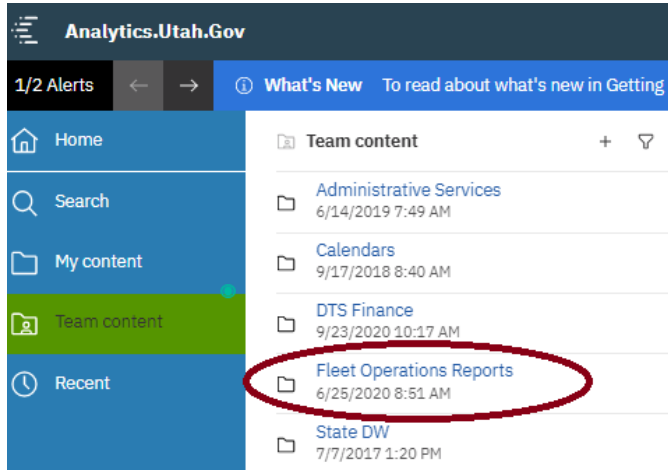 Analytics.Utah.Gov
1/2 Alerts What's New To read about what's new in Getting
Home
Search
My content
Team content
Recent
Team content
Administrative Services
6/14/2019 7:49 AM
Calendars
9/17/2018 8:40 AM
DTS Finance
9/23/2020 10:17 AM
Fleet Operations Reports
6/25/2020 8:51 AM
State DW
7/7/2017 1:20 PM